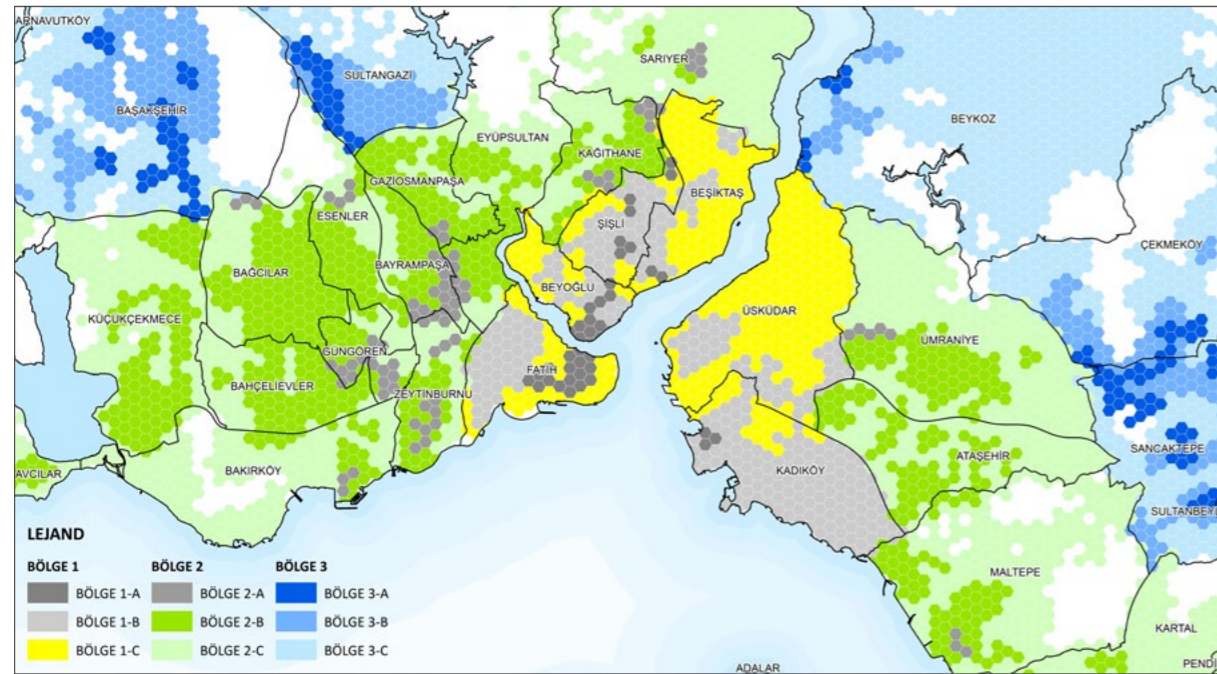 ARNAVUTKÖY
SARIYER
SULTANGAZİ
BAŞAKŞEHİR
BEYKOZ
EYÜPSULTAN
KAĞITHANE
GAZİOSMANPAŞA
BEŞİKTAŞ
ESENLER
ŞİŞLİ
ÇEKMEKÖY
BAYRAMPAŞA
BAĞCILAR
BEYOĞLU
ÜSKÜDAR
KÜÇÜKÇEKMECE
ÜMRANİYE
GÜNGÖREN
FATİH
BAHÇELİEVLER
ZEYTİNBURNU
SANCAKTEPE
ATAŞEHİR
BAKIRKÖY
KADIKÖY
AVCILAR
SULTANBEYL
MALTEPE
KARTAL
PENDİ
ADALAR
LEJAND
BÖLGE 1 BÖLGE 2 BÖLGE 3
BÖLGE 1-A BÖLGE 2-A BÖLGE 3-A
BÖLGE 1-B BÖLGE 2-B BÖLGE 3-B
BÖLGE 1-C BÖLGE 2-C BÖLGE 3-C